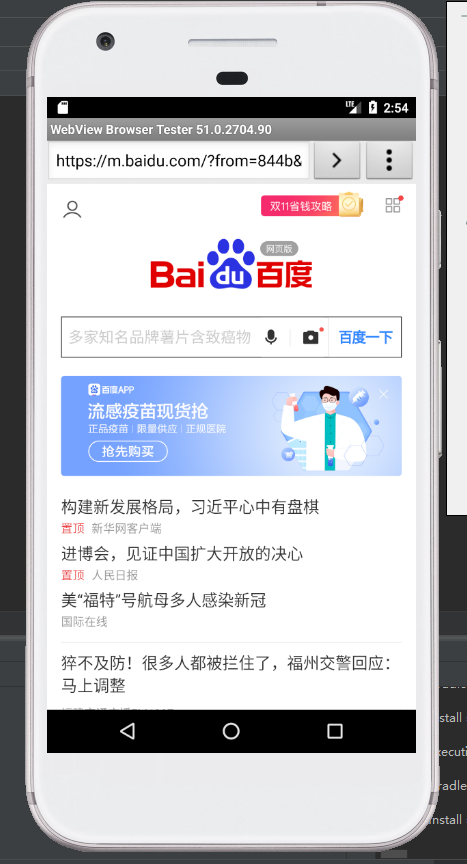 LTE 2:54
WebView Browser Tester 51.0.2704.90
https://m.baidu.com/?from=844b&
双11省钱攻略
网页版
Bai du 百度
多家知名品牌薯片含致癌物
百度一下
百度APP
流感疫苗现货抢
正品疫苗 | 限量供应 | 正规医院
抢先购买
构建新发展格局，习近平心中有盘棋
置顶 新华网客户端
进博会，见证中国扩大开放的决心
置顶 人民日报
美“福特”号航母多人感染新冠
国际在线
猝不及防！很多人都被拦住了，福州交警回应：
马上调整
stall
xecuti
radle
nstall